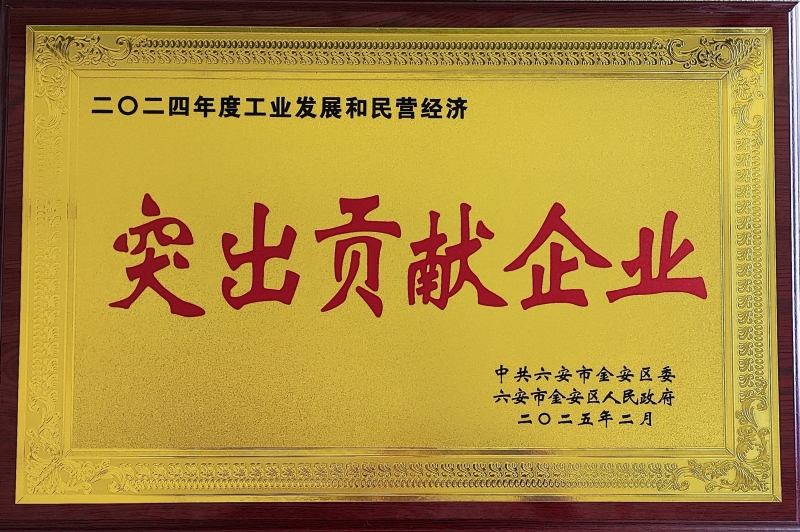 二〇二四年度工业发展和民营经济
突出贡献企业
中共六安市金安区委
六安市金安区人民政府
二〇二五年二月